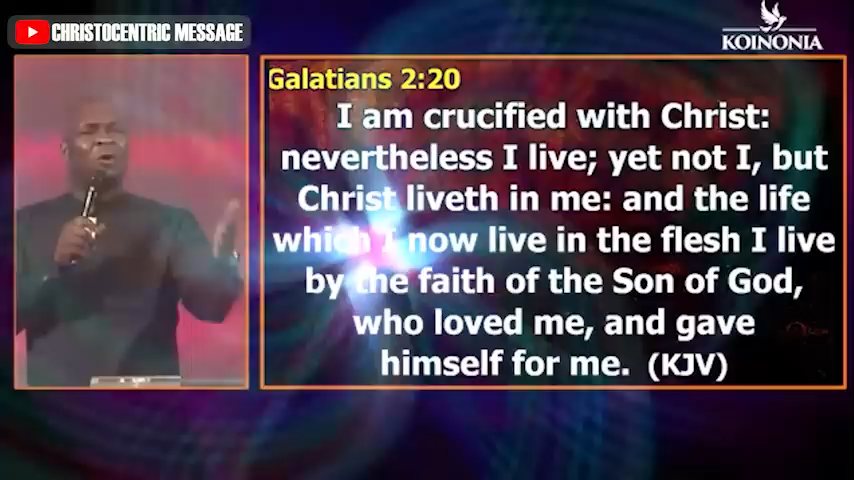 CHRISTOCENTRIC MESSAGE
KOINONIA
Galatians 2:20
I am crucified with Christ:
nevertheless I live; yet not I, but
Christ liveth in me: and the life
which I now live in the flesh I live
by the faith of the Son of God,
who loved me, and gave
himself for me. (KJV)